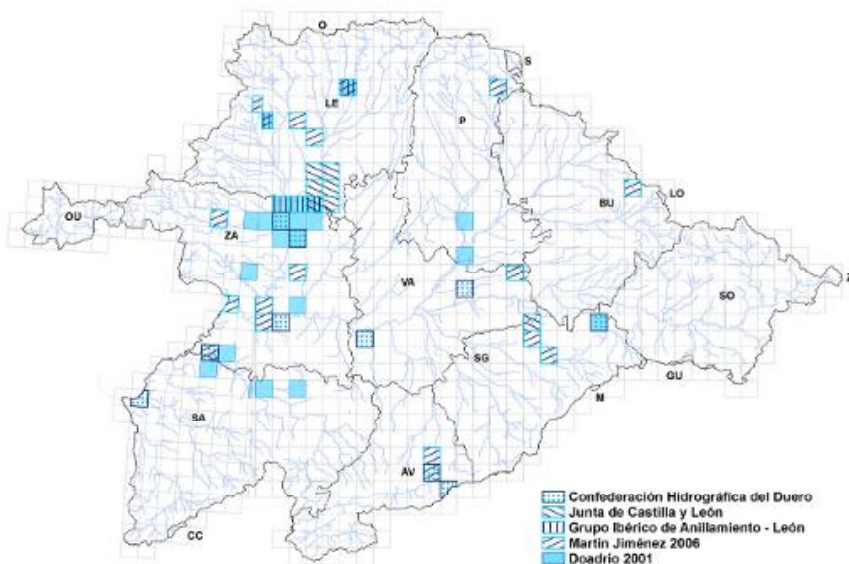 O
S
LE
P
LO
BU
OU
ZA
Z
VA
SO
SG
GU
M
SA
AV
CC
Confederación Hidrográfica del Duero
Junta de Castilla y León
Grupo Ibérico de Anillamiento - León
Martin Jiménez 2006
Doadrio 2001